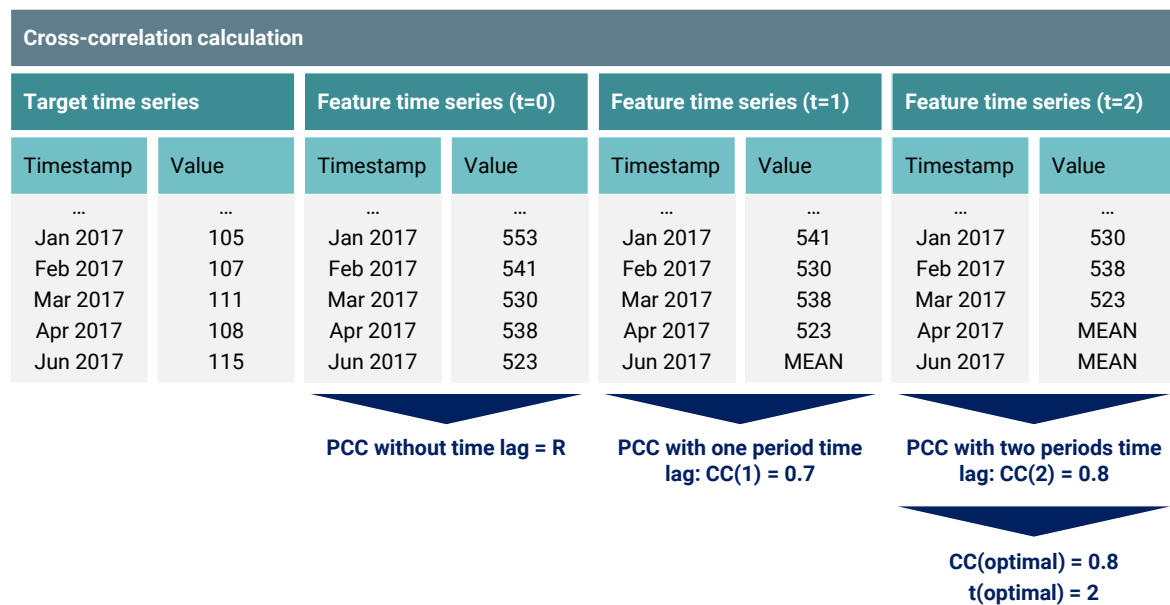 Cross-correlation calculation
Target time series Feature time series (t=0) Feature time series (t=1) Feature time series (t=2)
Timestamp Value Timestamp Value Timestamp Value Timestamp Value
... ... ... ... ... ... ... ...
Jan 2017 105 Jan 2017 553 Jan 2017 541 Jan 2017 530
Feb 2017 107 Feb 2017 541 Feb 2017 530 Feb 2017 538
Mar 2017 111 Mar 2017 530 Mar 2017 538 Mar 2017 523
Apr 2017 108 Apr 2017 538 Apr 2017 523 Apr 2017 MEAN
Jun 2017 115 Jun 2017 523 Jun 2017 MEAN Jun 2017 MEAN
PCC without time lag = R
PCC with one period time
lag: CC(1) = 0.7
PCC with two periods time
lag: CC(2) = 0.8
CC(optimal) = 0.8
t(optimal) = 2